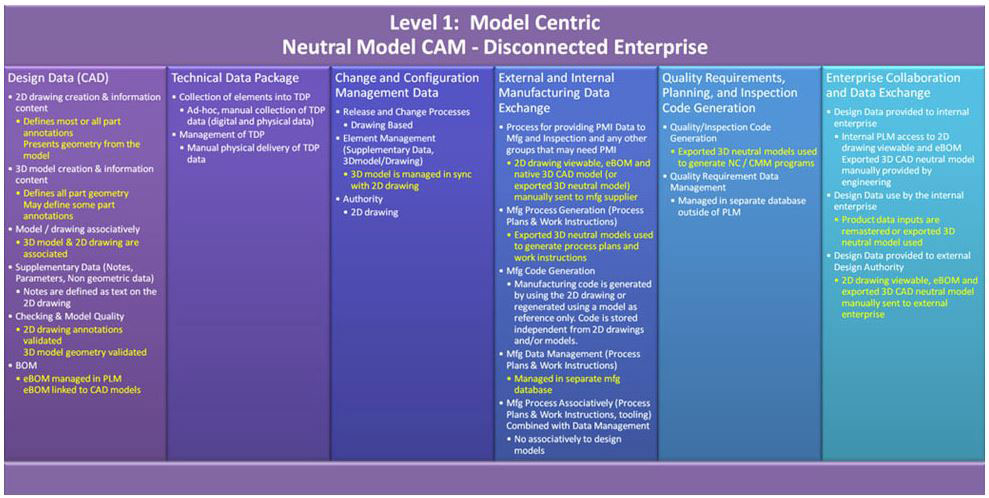 Level 1: Model Centric
Neutral Model CAM - Disconnected Enterprise
Design Data (CAD)
• 2D drawing creation & information
content
• Defines most or all part
annotations
Presents geometry from the
model
• 3D model creation & information
content
• Defines all part geometry
May define some part
annotations
• Model / drawing associatively
• 3D model & 2D drawing are
associated
• Supplementary Data (Notes,
Parameters, Non geometric data)
• Notes are defined as text on the
2D drawing
• Checking & Model Quality
• 2D drawing annotations
validated
3D model geometry validated
• BOM
• eBOM managed in PLM
eBOM linked to CAD models
Technical Data Package
• Collection of elements into TDP
• Ad-hoc, manual collection of TDP
data (digital and physical data)
• Management of TDP
• Manual physical delivery of TDP
data
Change and Configuration
Management Data
• Release and Change Processes
• Drawing Based
• Element Management
(Supplementary Data,
3Dmodel/Drawing)
• 3D model is managed in sync
with 2D drawing
• Authority
• 2D drawing
External and Internal
Manufacturing Data
Exchange
• Process for providing PMI Data to
Mfg and Inspection and any other
groups that may need PMI
• 2D drawing viewable, eBOM and
native 3D CAD model (or
exported 3D neutral model)
manually sent to mfg supplier
• Mfg Process Generation (Process
Plans & Work Instructions)
• Exported 3D neutral models used
to generate process plans and
work instructions
• Mfg Code Generation
• Manufacturing code is generated
by using the 2D drawing or
regenerated using a model as
reference only. Code is stored
independent from 2D drawings
and/or models.
• Mfg Data Management (Process
Plans & Work Instructions)
• Managed in separate mfg
database
• Mfg Process Associatively (Process
Plans & Work Instructions, tooling)
Combined with Data Management
• No associatively to design
models
Quality Requirements,
Planning, and Inspection
Code Generation
• Quality/Inspection Code
Generation
• Exported 3D neutral models used
to generate NC / CMM programs
• Quality Requirement Data
Management
• Managed in separate database
outside of PLM
Enterprise Collaboration
and Data Exchange
• Design Data provided to internal
enterprise
• Internal PLM access to 2D
drawing viewable and eBOM
Exported 3D CAD neutral model
manually provided by
engineering
• Design Data use by the internal
enterprise
• Product data inputs are
remastered or exported 3D
neutral model used
• Design Data provided to external
Design Authority
• 2D drawing viewable, eBOM and
exported 3D CAD neutral model
manually sent to external
enterprise